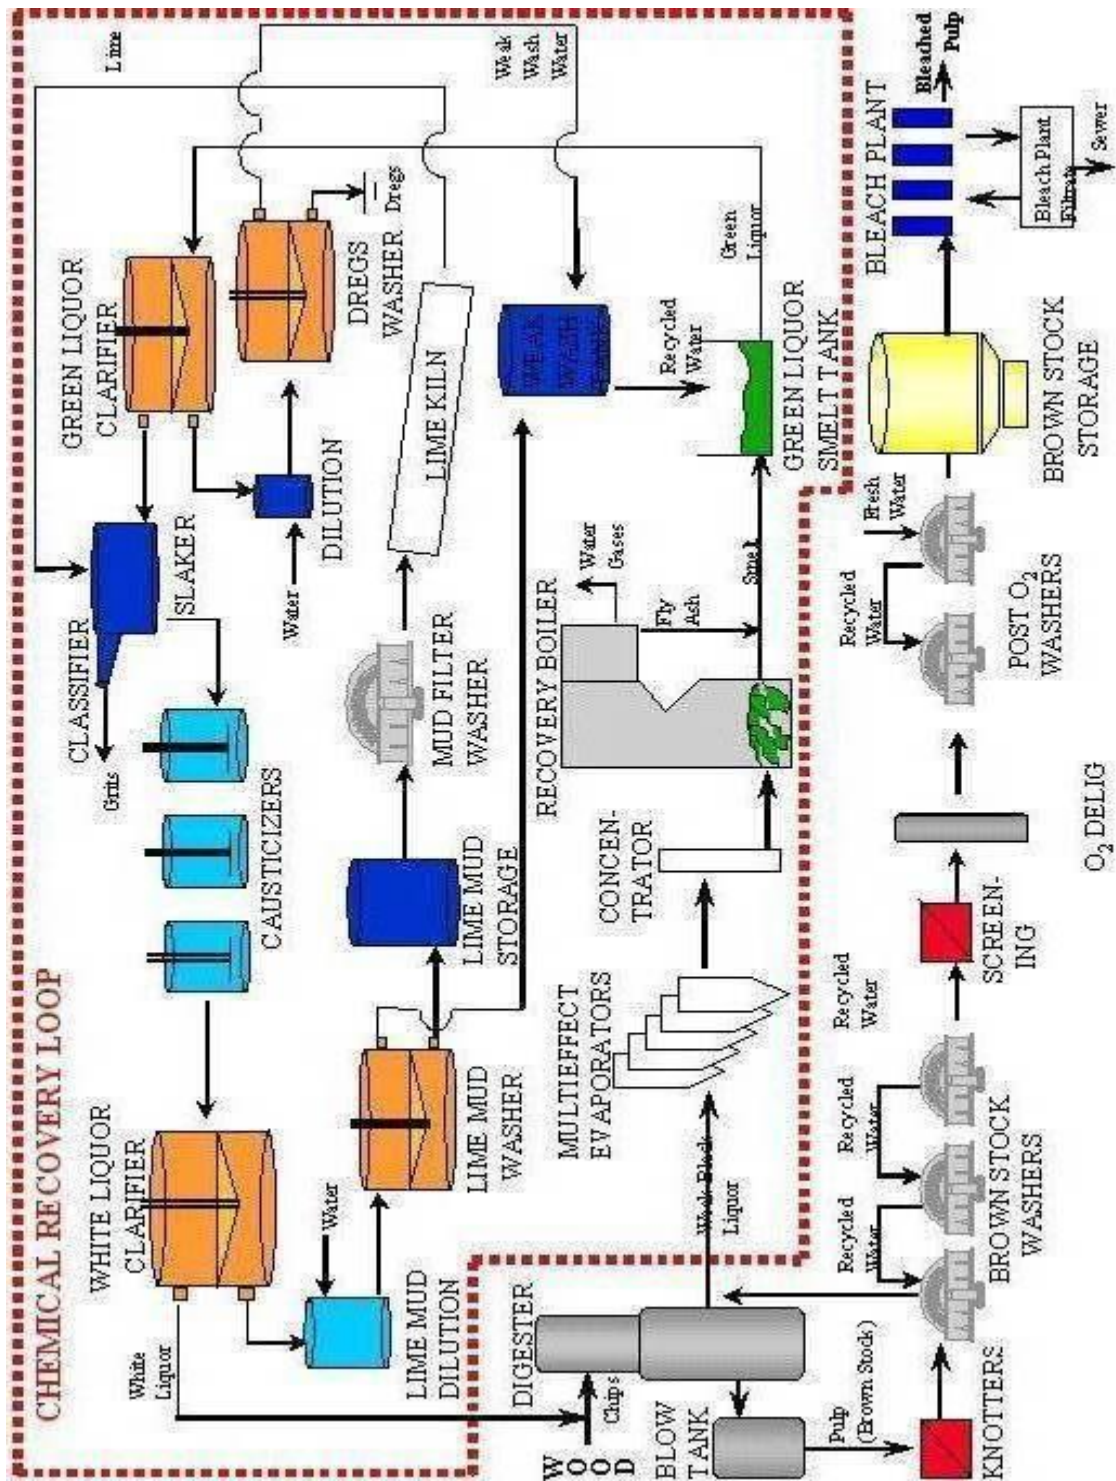 CHEMICAL RECOVERY LOOP
Lime
GREEN LIQUOR
CLARIFIER
Weak
Wash
Water
Dregs
DREGS
WASHER
DILUTION
Water
SLAKER
CLASSIFIER
Grits
CAUSTICIZERS
WHITE LIQUOR
CLARIFIER
White
Liquor
Water
LIME MUD
DILUTION
LIME MUD
WASHER
LIME MUD
STORAGE
MUD FILTER
WASHER
LIME KILN
WEAK
WASH
TANK
Recycled
Water
Green
Liquor
GREEN LIQUOR
SMELT TANK
RECOVERY BOILER
Water
Gases
Fly
Ash
Smelt
CONCEN-
TRATOR
MULTIEFFECT
EVAPORATORS
Weak Black
Liquor
DIGESTER
Chips
WOOD
BLOW
TANK
Pulp
(Brown Stock)
KNOTTERS
BROWN STOCK
WASHERS
Recycled
Water
Recycled
Water
Recycled
Water
SCREEN-
ING
O2 DELIG
POST O2
WASHERS
Recycled
Water
Fresh
Water
BROWN STOCK
STORAGE
BLEACH PLANT
Bleached
Pulp
Bleach Plant
Filtrate
Sewer